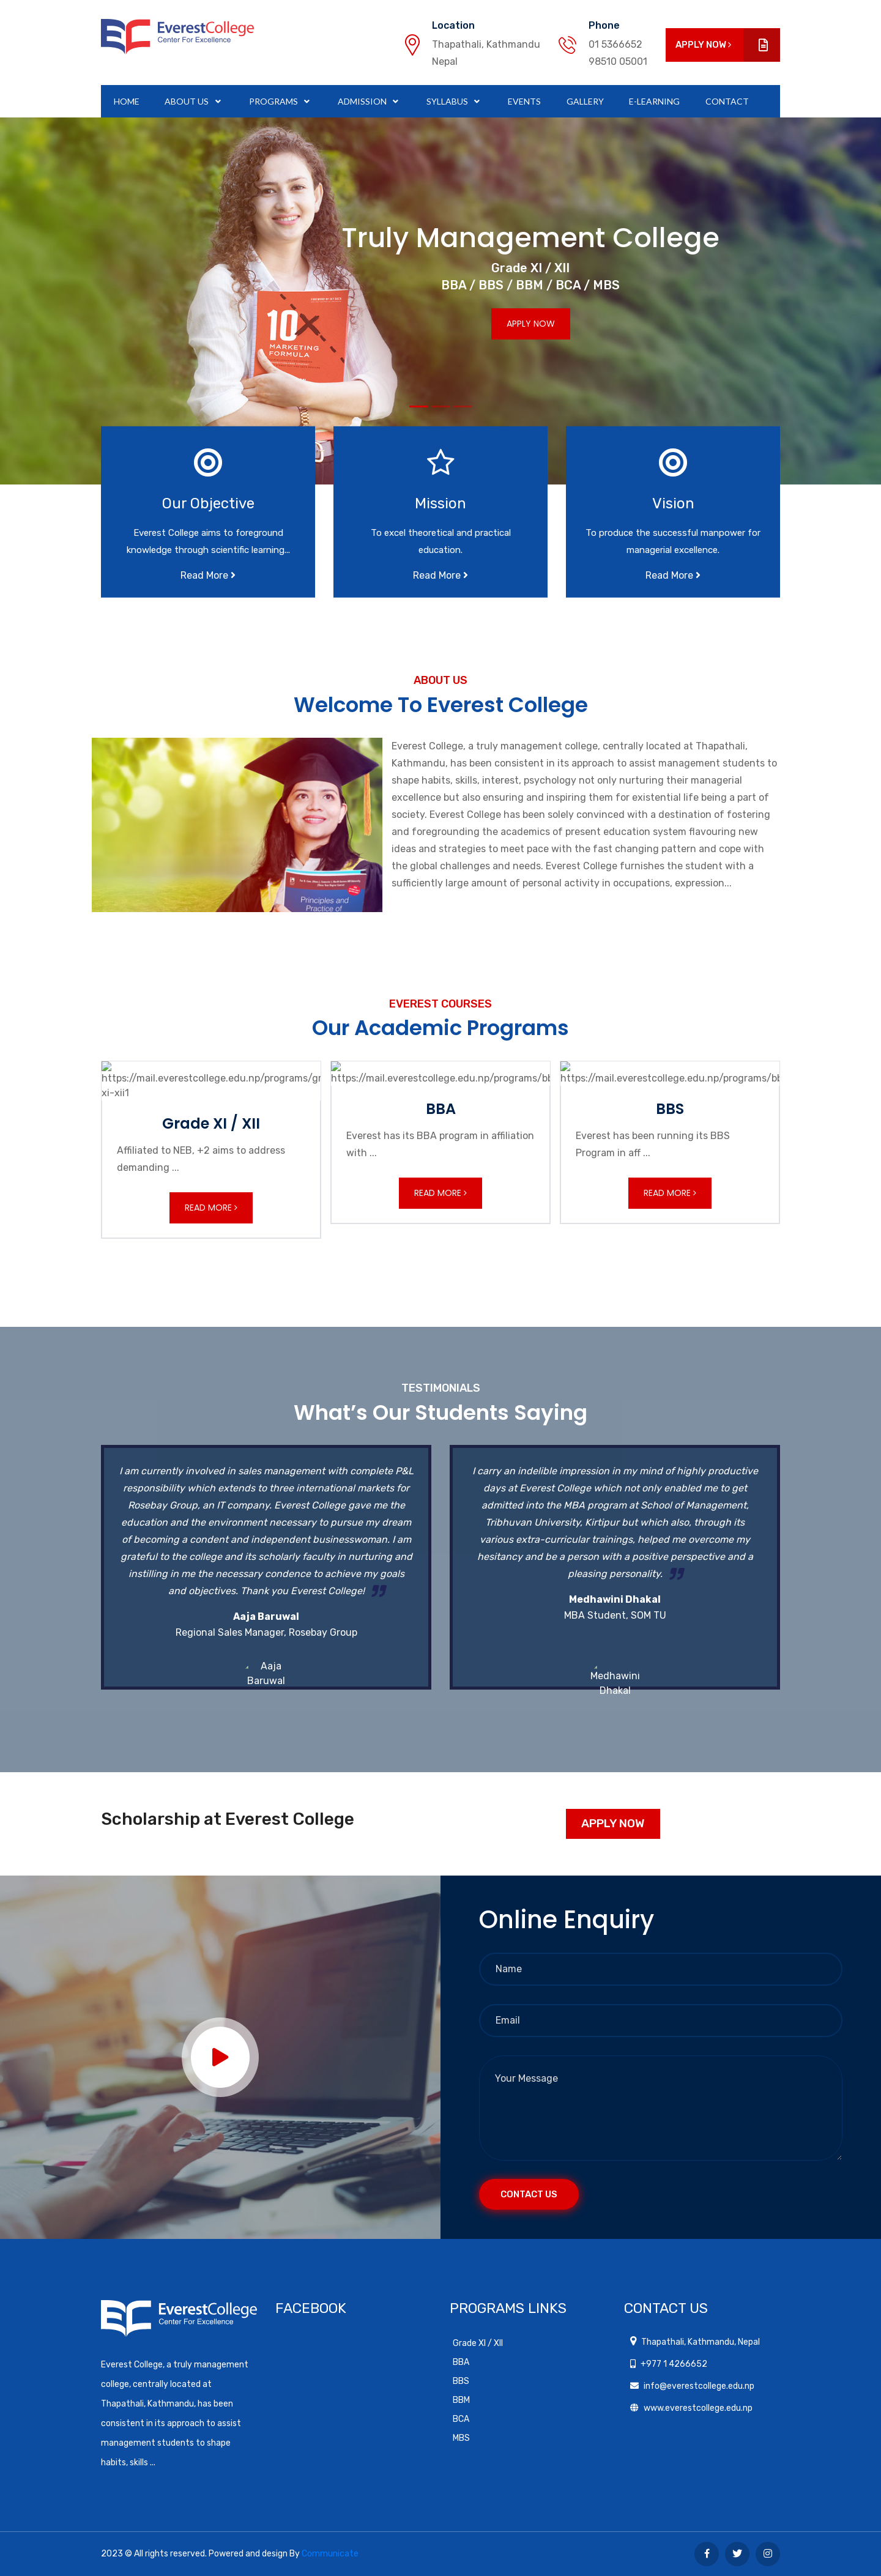 EverestCollege
Center For Excellence
Location
Thapathali, Kathmandu
Nepal
Phone
01 5366652
98510 05001
APPLY NOW
HOME
ABOUT US
PROGRAMS
ADMISSION
SYLLABUS
EVENTS
GALLERY
E-LEARNING
CONTACT
Truly Management College
Grade XI / XII
BBA / BBS / BBM / BCA / MBS
APPLY NOW
10X
MARKETING
FORMULA
Our Objective
Everest College aims to foreground
knowledge through scientific learning...
Read More
Mission
To excel theoretical and practical
education.
Read More
Vision
To produce the successful manpower for
managerial excellence.
Read More
ABOUT US
Welcome To Everest College
Principles and
Practice of
Everest College, a truly management college, centrally located at Thapathali,
Kathmandu, has been consistent in its approach to assist management students to
shape habits, skills, interest, psychology not only nurturing their managerial
excellence but also ensuring and inspiring them for existential life being a part of
society. Everest College has been solely convinced with a destination of fostering
and foregrounding the academics of present education system flavouring new
ideas and strategies to meet pace with the fast changing pattern and cope with
the global challenges and needs. Everest College furnishes the student with a
sufficiently large amount of personal activity in occupations, expression...
EVEREST COURSES
Our Academic Programs
https://mail.everestcollege.edu.np/programs/gr
xi-xii1
Grade XI / XII
Affiliated to NEB, +2 aims to address
demanding ...
READ MORE
https://mail.everestcollege.edu.np/programs/bb
BBA
Everest has its BBA program in affiliation
with ...
READ MORE
https://mail.everestcollege.edu.np/programs/bb
BBS
Everest has been running its BBS
Program in aff ...
READ MORE
TESTIMONIALS
What's Our Students Saying
I am currently involved in sales management with complete P&L
responsibility which extends to three international markets for
Rosebay Group, an IT company. Everest College gave me the
education and the environment necessary to pursue my dream
of becoming a condent and independent businesswoman. I am
grateful to the college and its scholarly faculty in nurturing and
instilling in me the necessary condence to achieve my goals
and objectives. Thank you Everest College!
Aaja Baruwal
Regional Sales Manager, Rosebay Group
Aaja
Baruwal
I carry an indelible impression in my mind of highly productive
days at Everest College which not only enabled me to get
admitted into the MBA program at School of Management,
Tribhuvan University, Kirtipur but which also, through its
various extra-curricular trainings, helped me overcome my
hesitancy and be a person with a positive perspective and a
pleasing personality.
Medhawini Dhakal
MBA Student, SOM TU
Medhawini
Dhakal
Scholarship at Everest College
APPLY NOW
Online Enquiry
Name
Email
Your Message
CONTACT US
EverestCollege
Center For Excellence
Everest College, a truly management
college, centrally located at
Thapathali, Kathmandu, has been
consistent in its approach to assist
management students to shape
habits, skills ...
FACEBOOK
PROGRAMS LINKS
Grade XI / XII
BBA
BBS
BBM
BCA
MBS
CONTACT US
Thapathali, Kathmandu, Nepal
+977 1 4266652
info@everestcollege.edu.np
www.everestcollege.edu.np
2023 © All rights reserved. Powered and design By Communicate